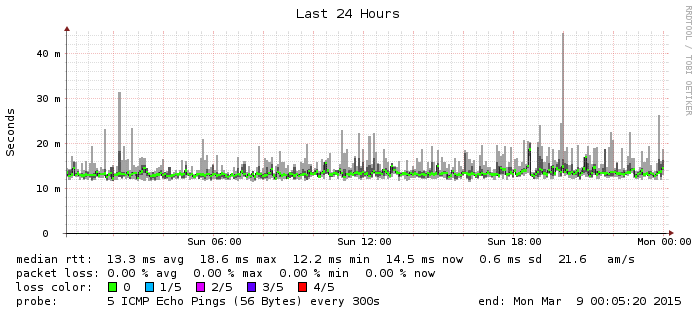 Last 24 Hours
RRDTOOL / TOBI OETIKER
Seconds
40 m
30 m
20 m
10 m
0
Sun 06:00 Sun 12:00 Sun 18:00 Mon 00:00
median rtt: 13.3 ms avg 18.6 ms max 12.2 ms min 14.5 ms now 0.6 ms sd 21.6 am/s
packet loss: 0.00 % avg 0.00 % max 0.00 % min 0.00 % now
loss color: 0 1/5 2/5 3/5 4/5
probe: 5 ICMP Echo Pings (56 Bytes) every 300s end: Mon Mar 9 00:05:20 2015